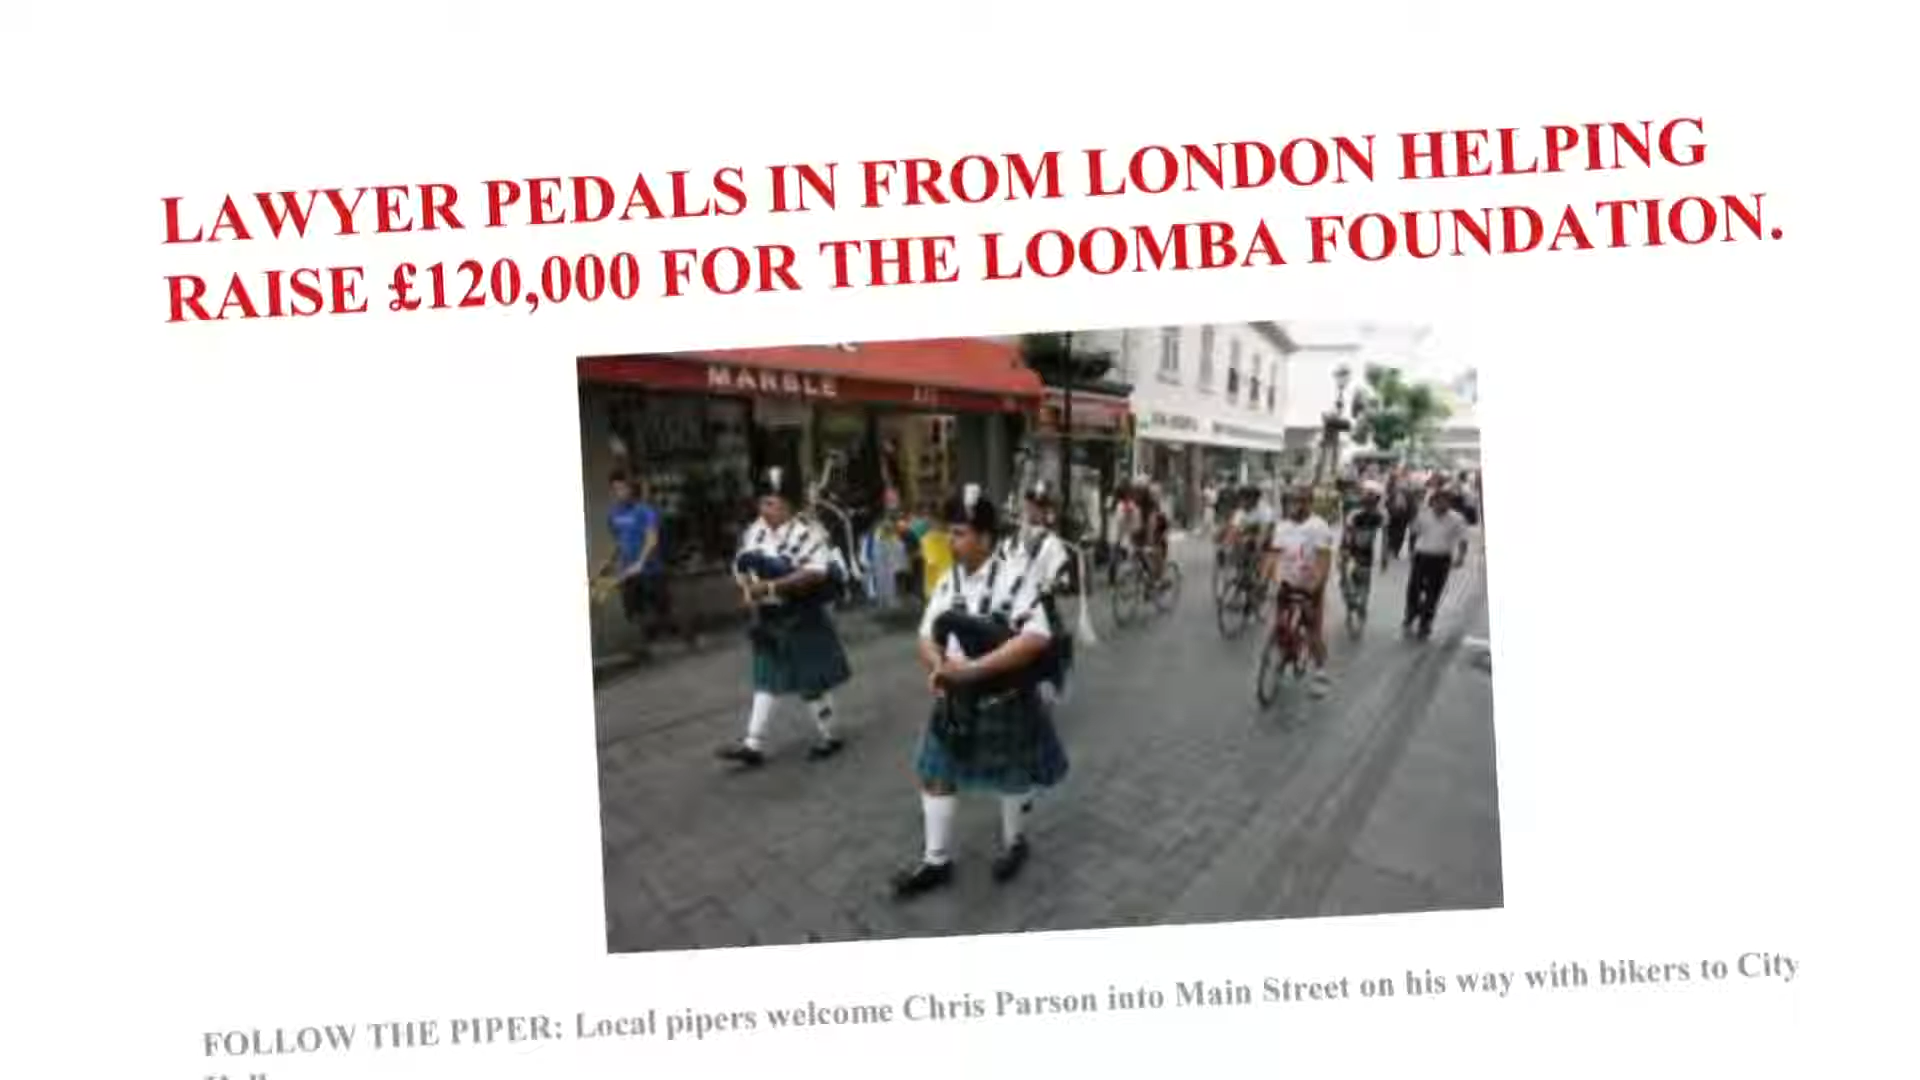 LAWYER PEDALS IN FROM LONDON HELPING
RAISE £120,000 FOR THE LOOMBA FOUNDATION.
MARBLE
FOLLOW THE PIPER: Local pipers welcome Chris Parson into Main Street on his way with bikers to City